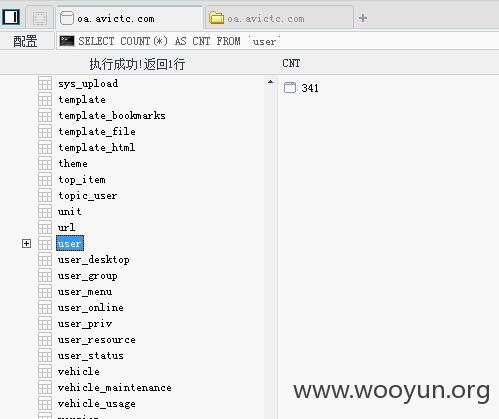 oa.avictc.com
oa.avictc.com
配置
SELECT COUNT(*) AS CNT FROM `user`
执行成功!返回1行
CNT
sys_upload
template
template_bookmarks
template_file
template_html
theme
top_item
topic_user
unit
url
user
user_desktop
user_group
user_menu
user_online
user_priv
user_resource
user_status
vehicle
vehicle_maintenance
vehicle_usage
341
www.wooyun.org